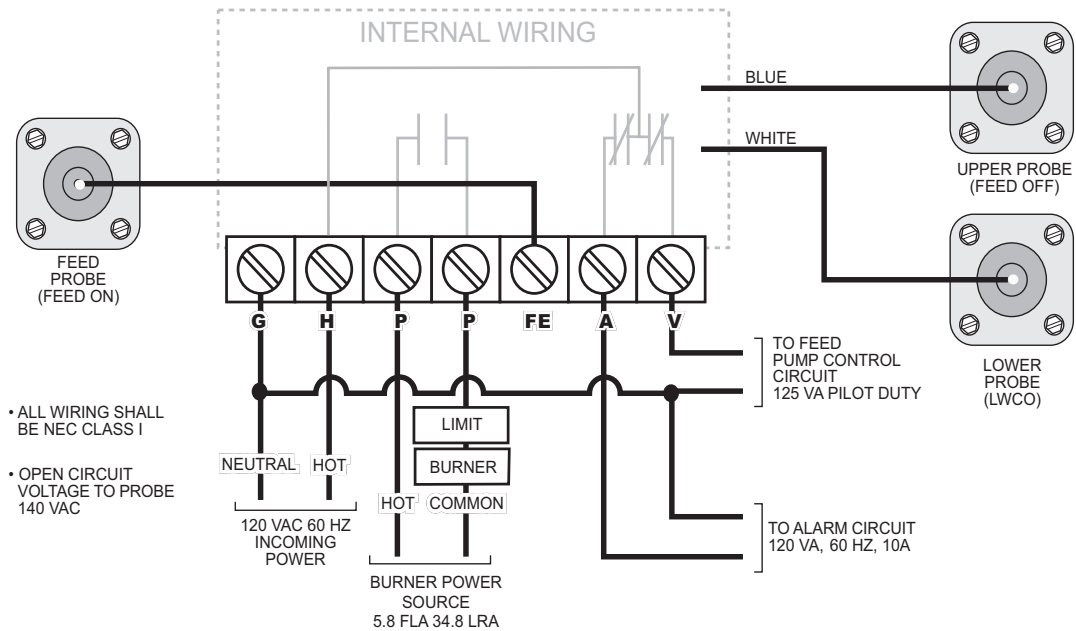 INTERNAL WIRING
BLUE
WHITE
UPPER PROBE
(FEED OFF)
FEED
PROBE
(FEED ON)
LOWER
PROBE
(LWCO)
G H P P FE A V
TO FEED
PUMP CONTROL
CIRCUIT
125 VA PILOT DUTY
• ALL WIRING SHALL
BE NEC CLASS I
• OPEN CIRCUIT
VOLTAGE TO PROBE
140 VAC
LIMIT
BURNER
NEUTRAL HOT
HOT COMMON
120 VAC 60 HZ
INCOMING
POWER
BURNER POWER
SOURCE
5.8 FLA 34.8 LRA
TO ALARM CIRCUIT
120 VA, 60 HZ, 10A